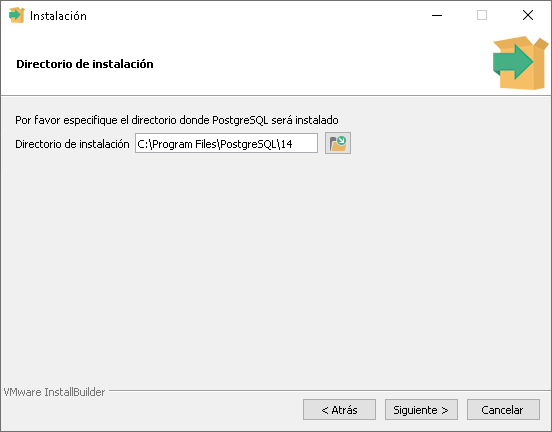 Instalación
Directorio de instalación
Por favor especifique el directorio donde PostgreSQL será instalado
Directorio de instalación C:\Program Files\PostgreSQL\14
VMware InstallBuilder
< Atrás Siguiente > Cancelar